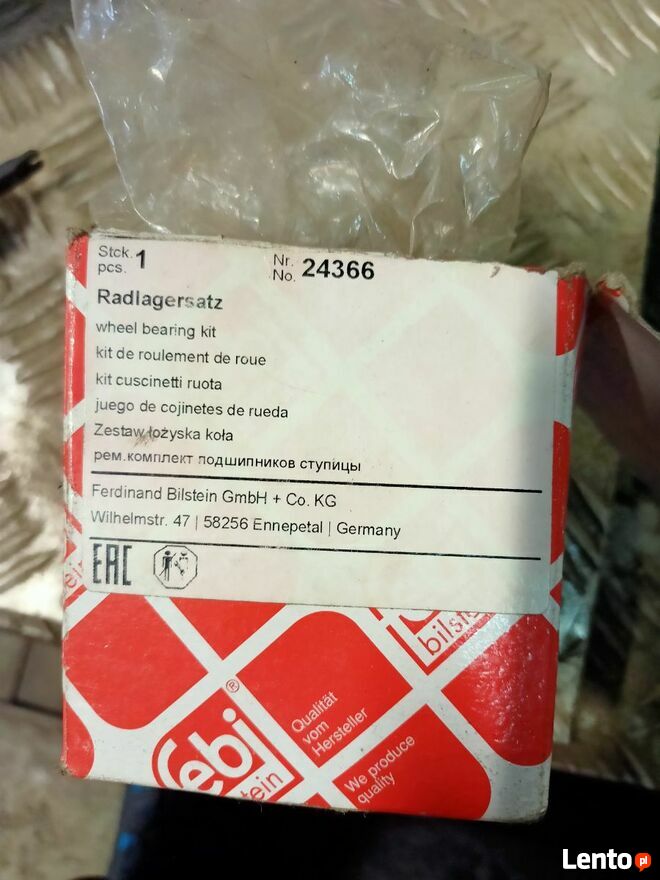 Stck. 1
pcs.
Nr.
No. 24366
Radlagersatz
wheel bearing kit
kit de roulement de roue
kit cuscinetti ruota
juego de cojinetes de rueda
Zestaw łożyska koła
рем.комплект подшипников ступицы
Ferdinand Bilstein GmbH + Co. KG
Wilhelmstr. 47 | 58256 Ennepetal | Germany
EAC
febi
®
stein
bilste
Qualität
vom
Hersteller
We produce
quality
Lento.pl